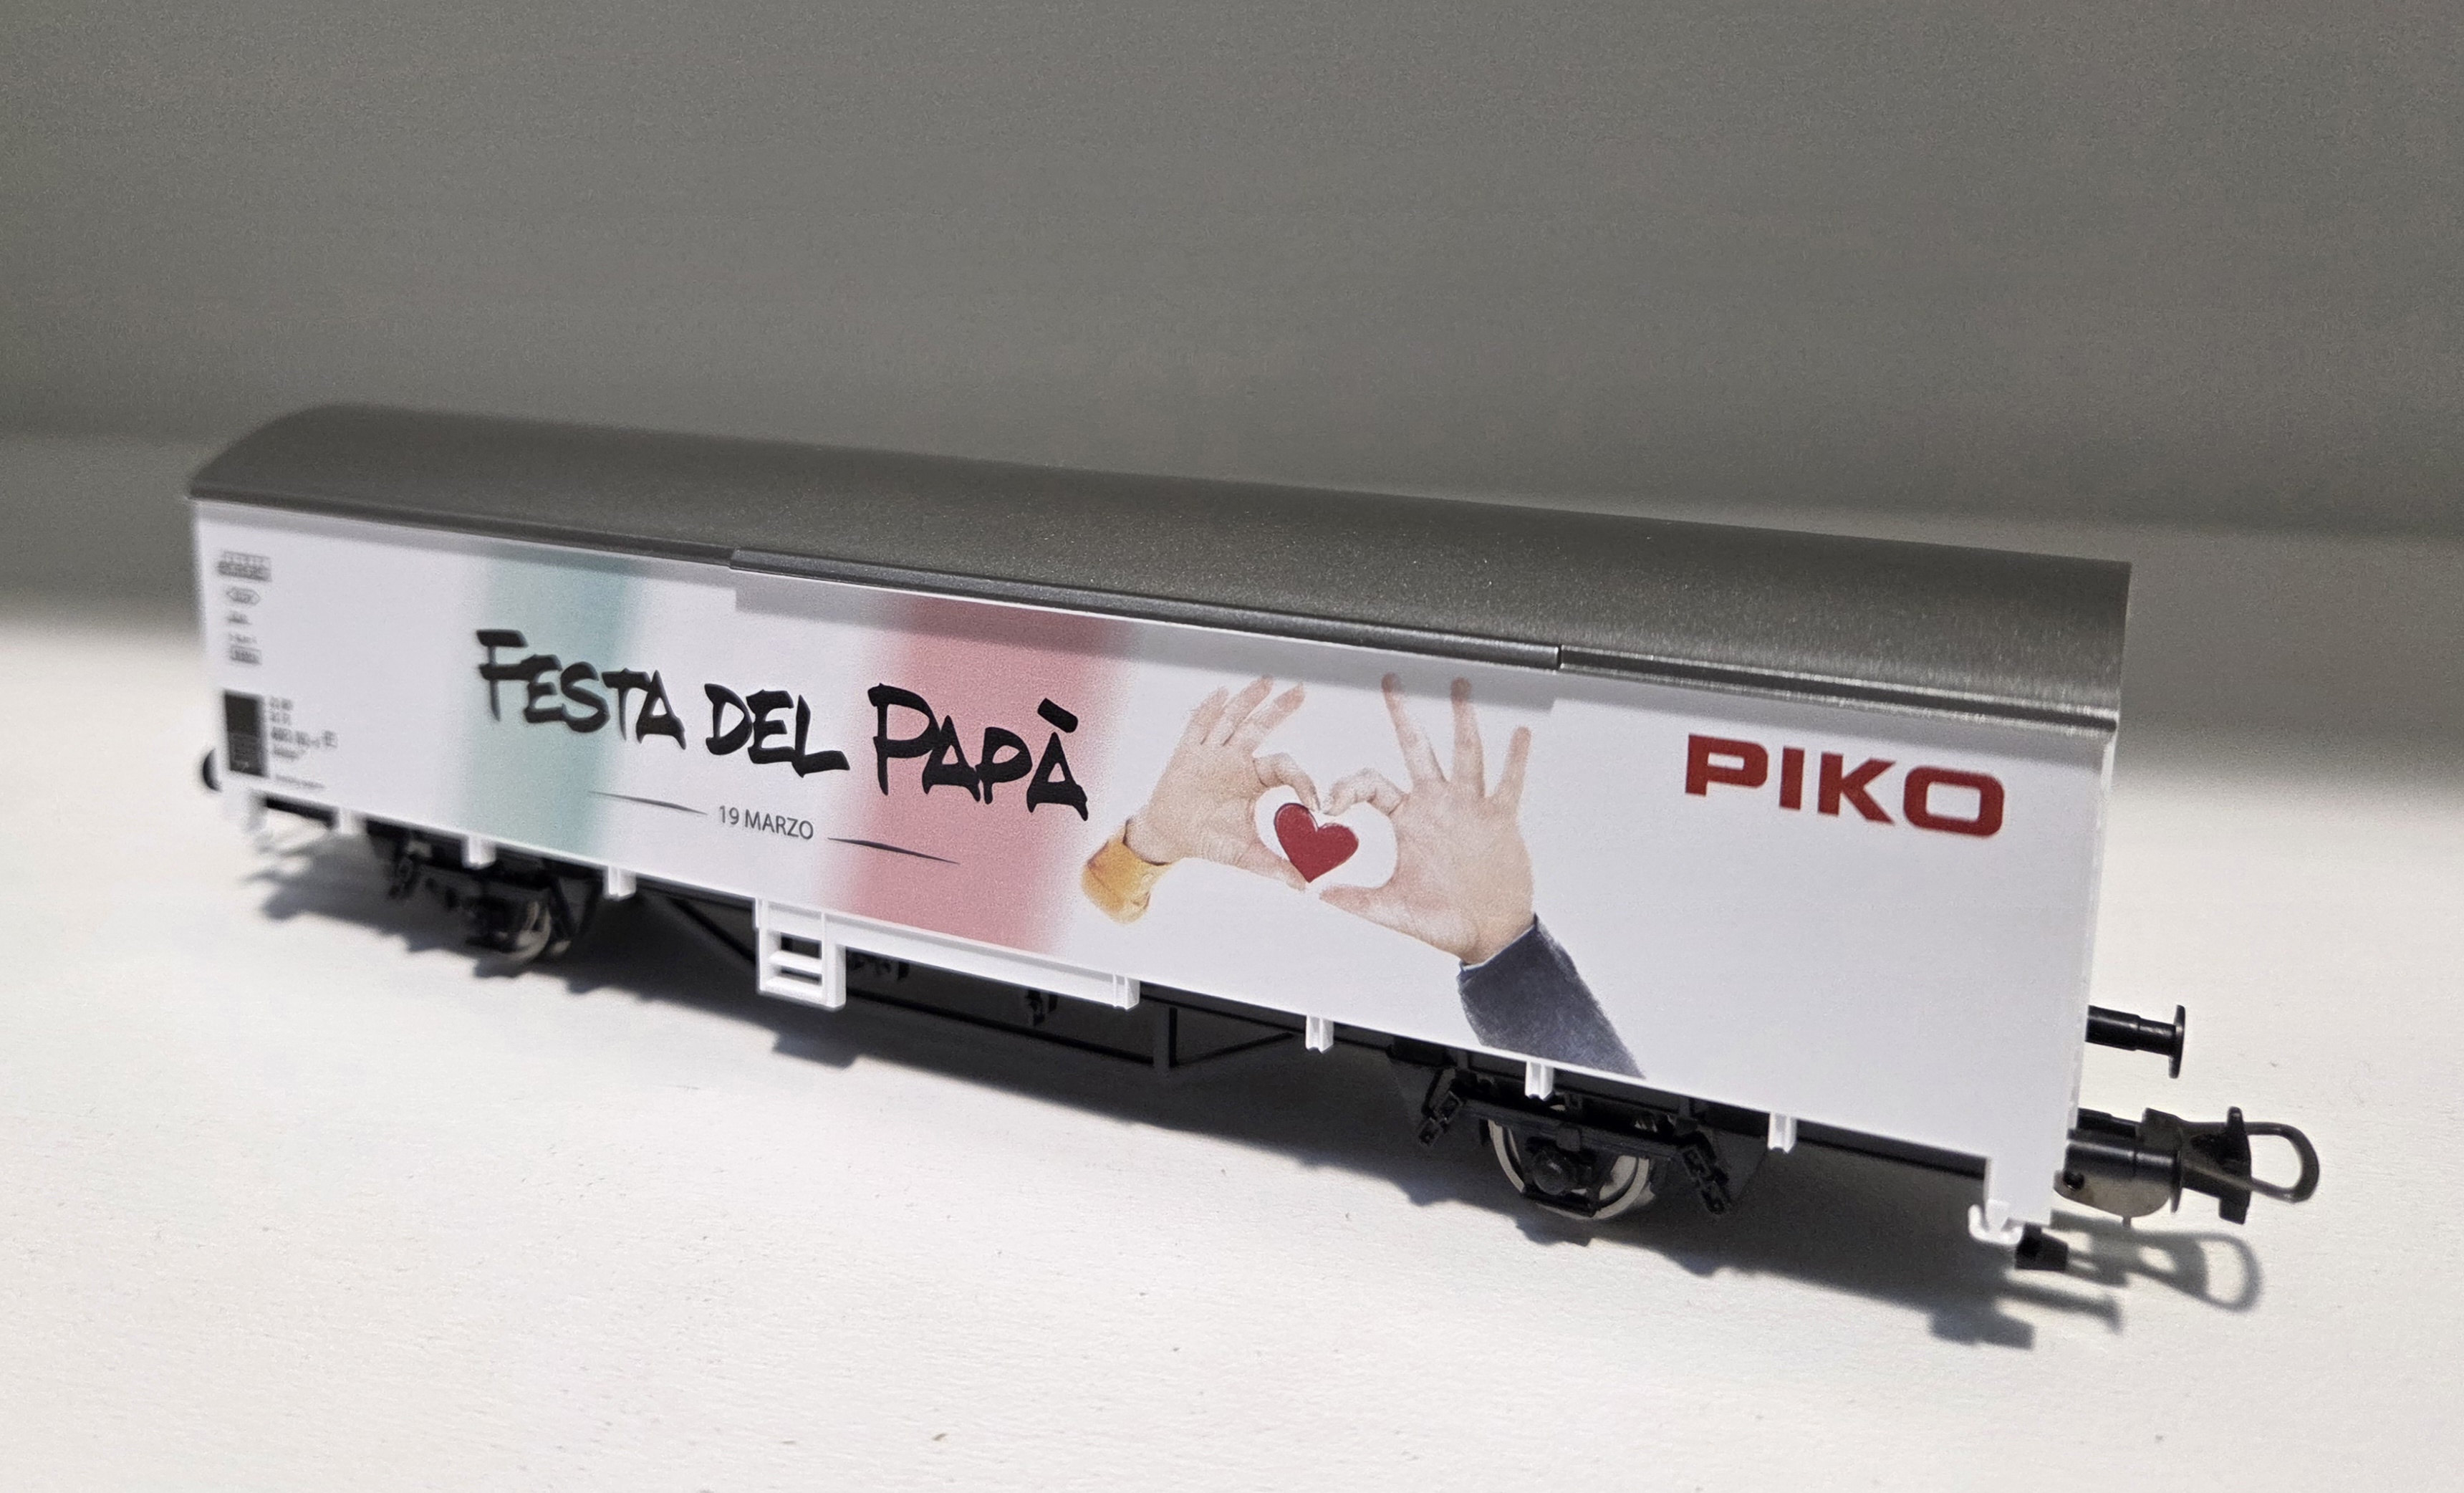 FESTA DEL PAPÀ
19 MARZO
PIKO